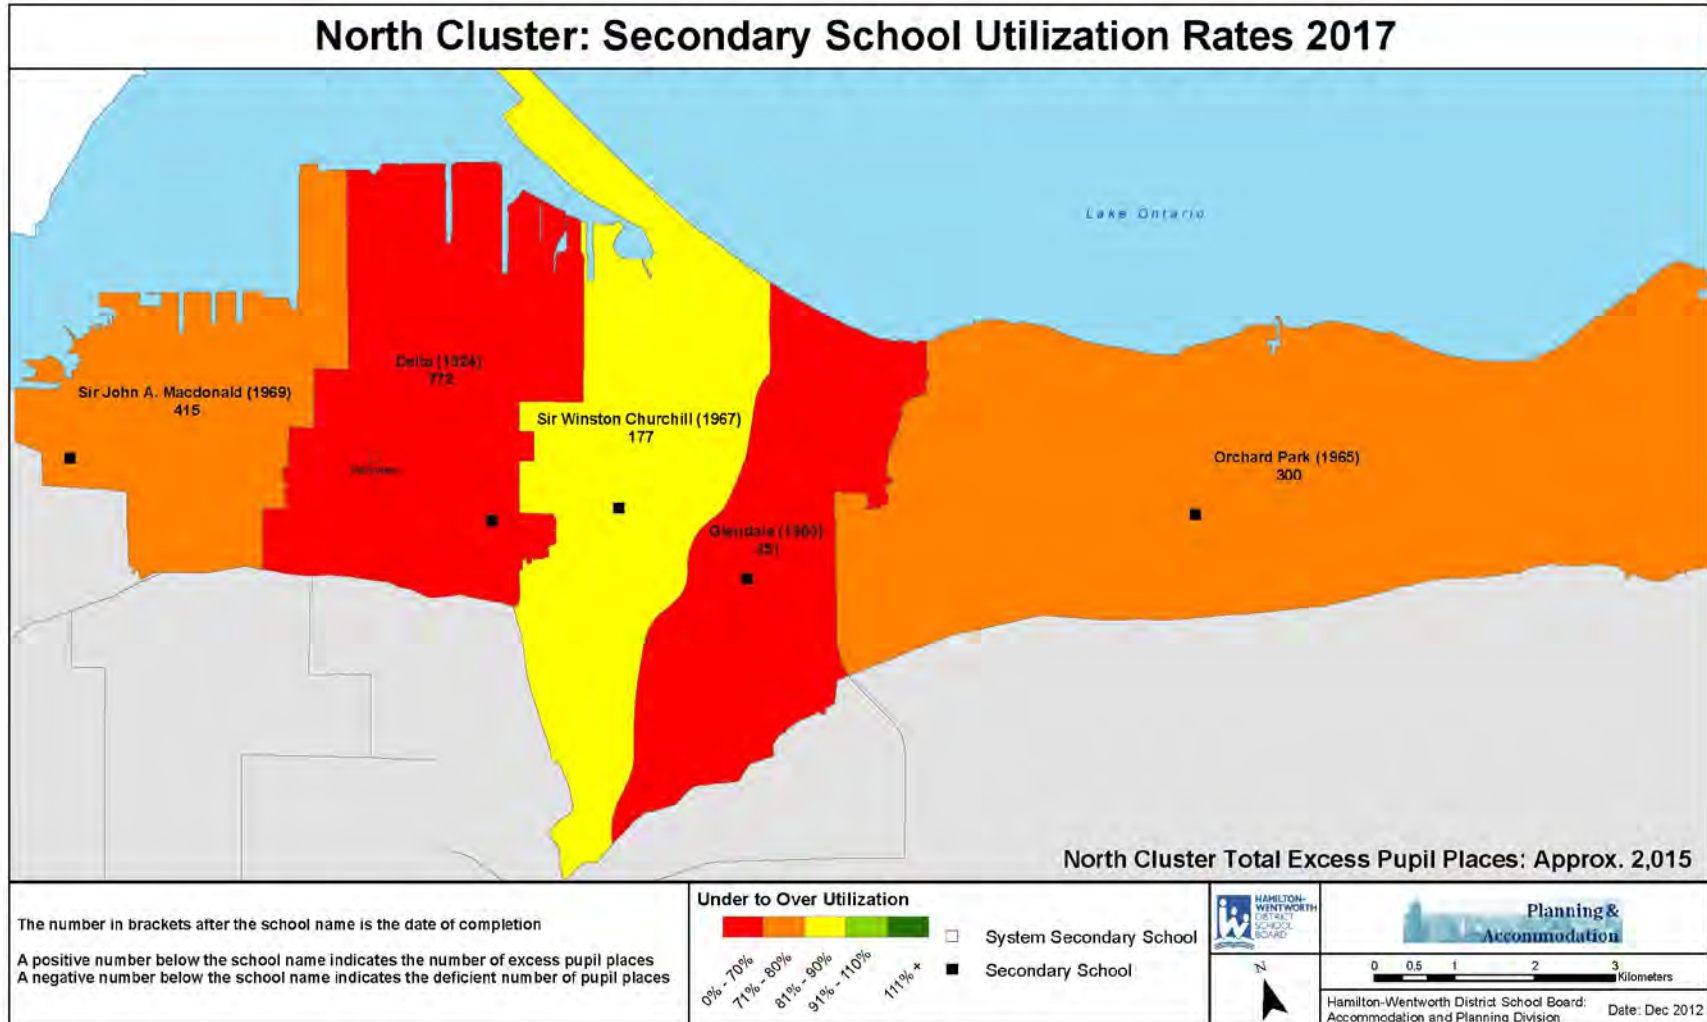 North Cluster: Secondary School Utilization Rates 2017
Lake Ontario
Delta (1924)
772
Sir John A. Macdonald (1969)
415
Sir Winston Churchill (1967)
177
Orchard Park (1965)
300
Glendale (1960)
351
North Cluster Total Excess Pupil Places: Approx. 2,015
The number in brackets after the school name is the date of completion
A positive number below the school name indicates the number of excess pupil places
A negative number below the school name indicates the deficient number of pupil places
Under to Over Utilization
0% - 70%
71% - 80%
81% - 90%
91% - 110%
111% +
System Secondary School
Secondary School
HAMILTON-
WENTWORTH
DISTRICT
SCHOOL
BOARD
Planning &
Accommodation
N
0 0.5 1 2 3
Kilometers
Hamilton-Wentworth District School Board:
Accommodation and Planning Division
Date: Dec 2012